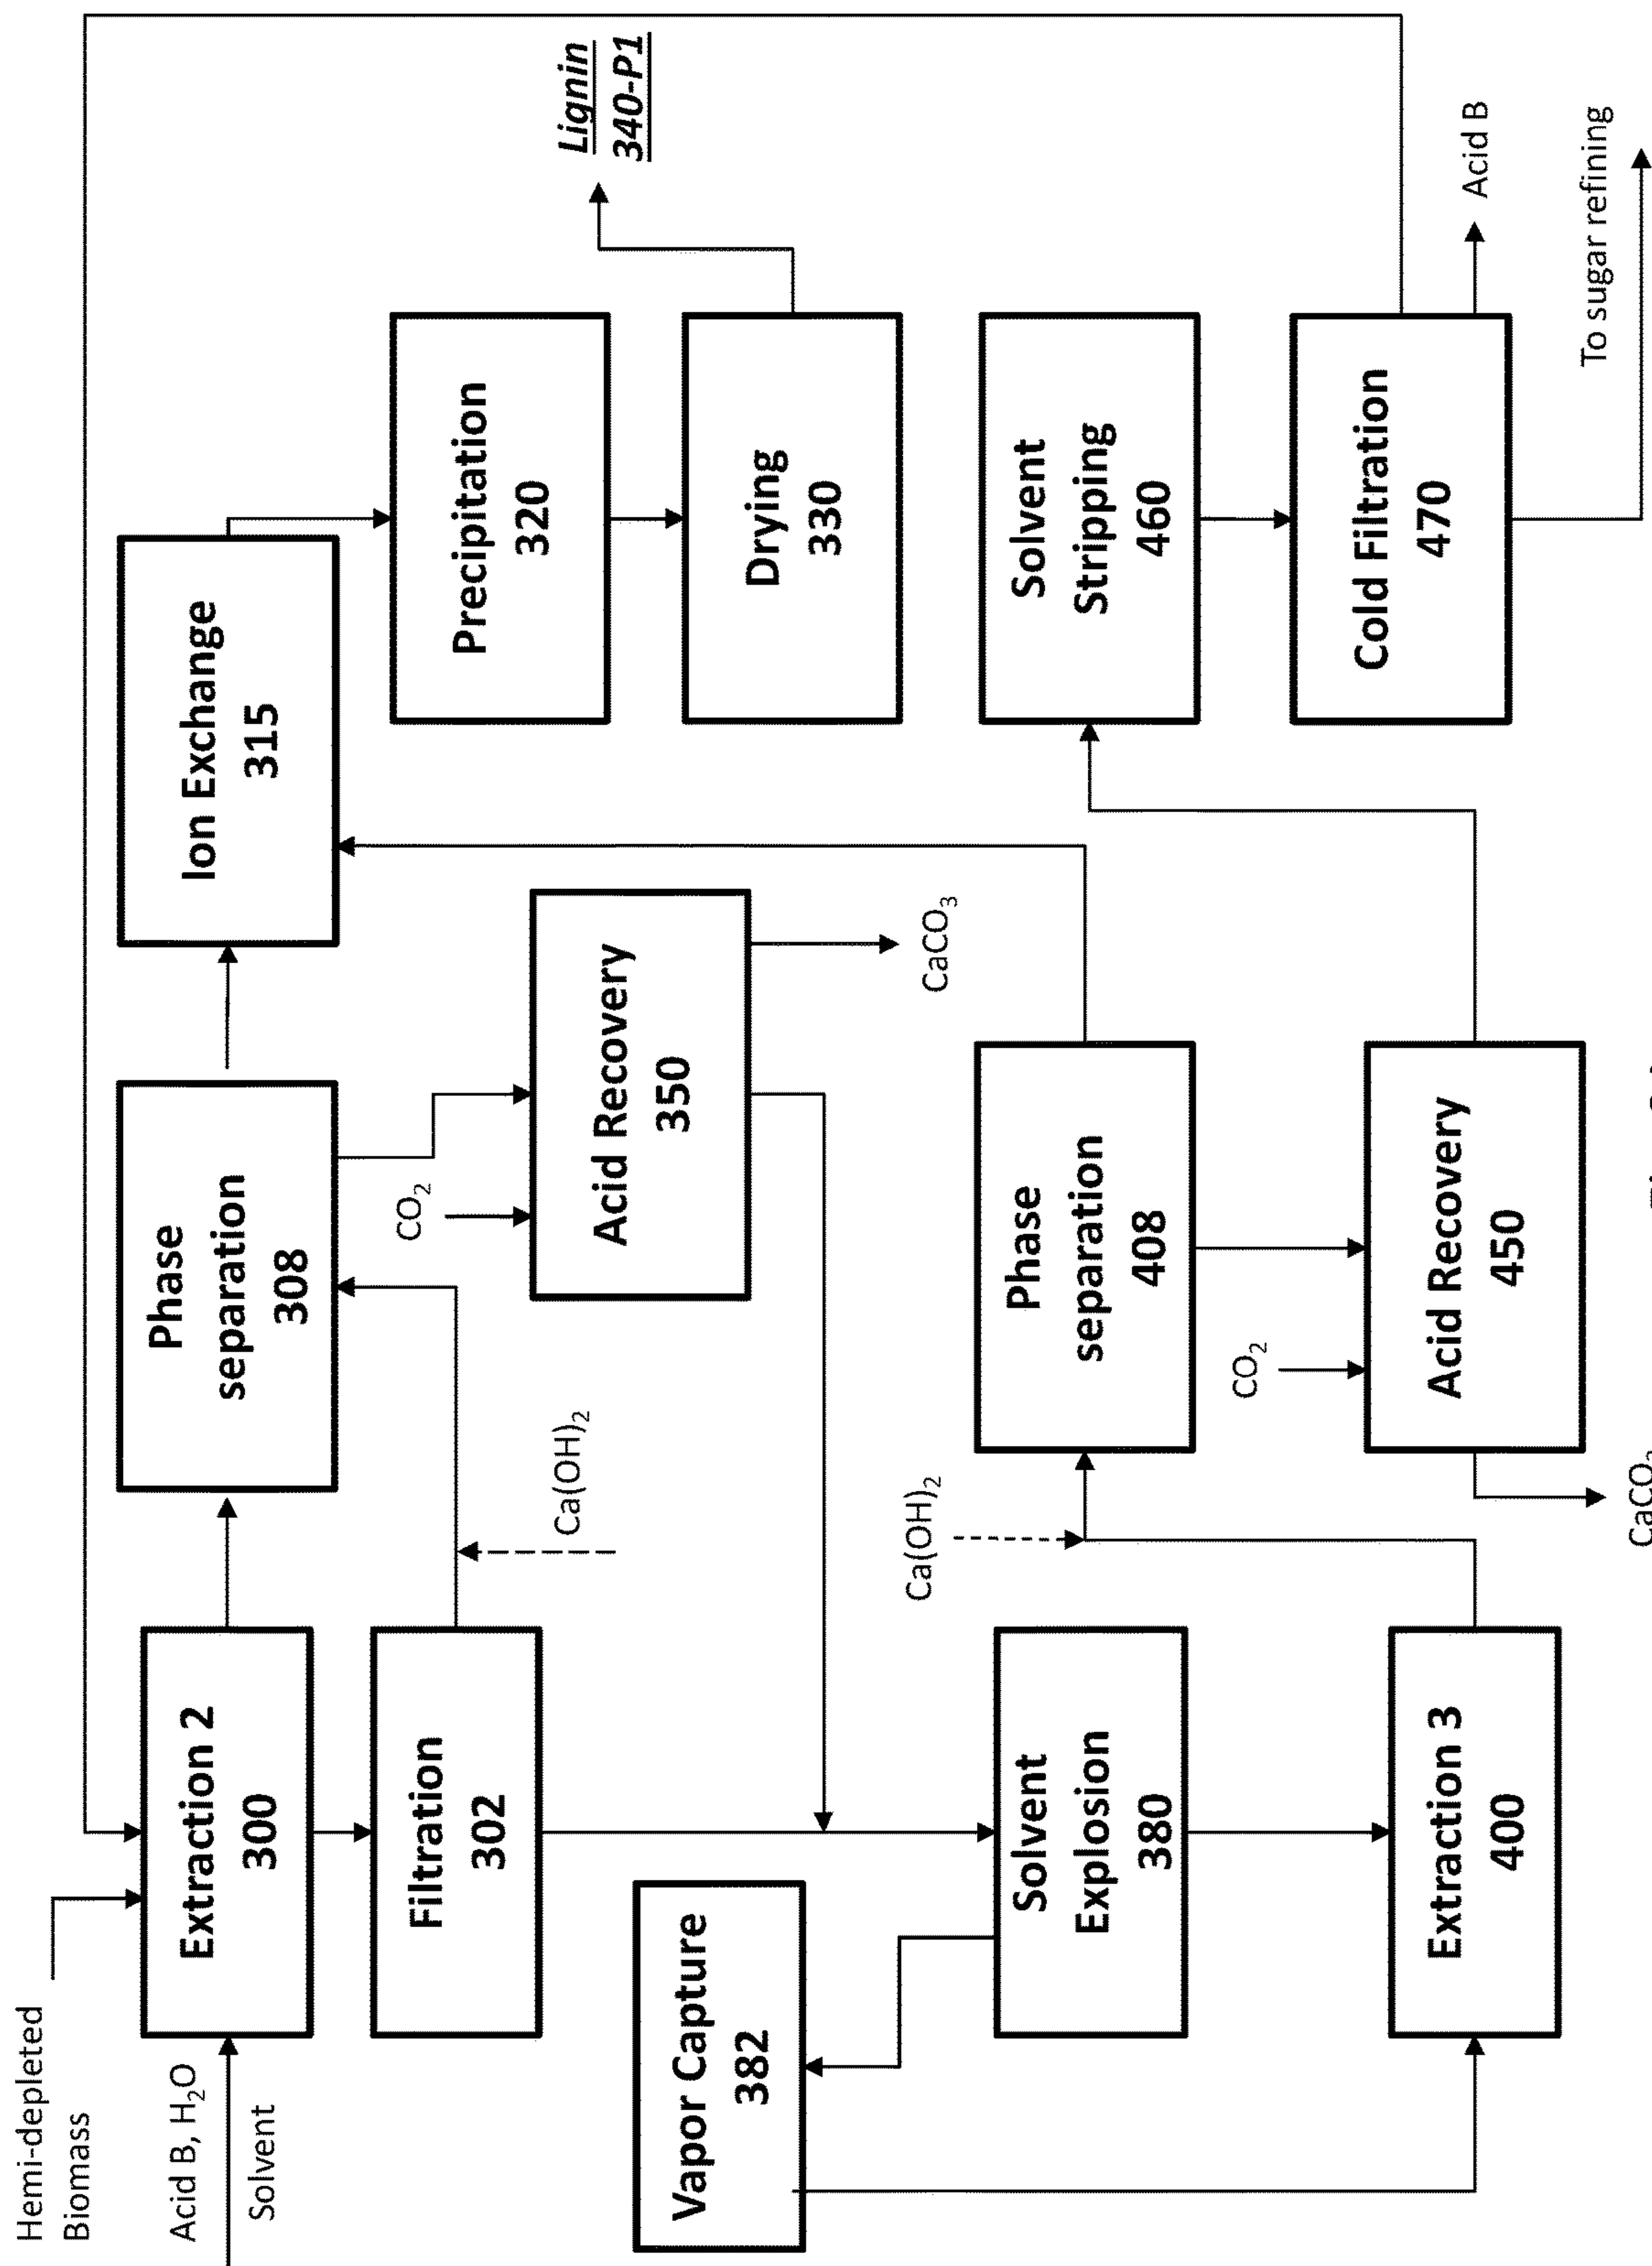 Hemi-depleted
Biomass
Acid B, H₂O
Solvent
Extraction 2
300
Phase
separation
308
Ion Exchange
315
Filtration
302
Ca(OH)₂
CO₂
Acid Recovery
350
CaCO₃
Precipitation
320
Drying
330
Lignin
340-P1
Vapor Capture
382
Solvent
Explosion
380
Ca(OH)₂
Phase
separation
408
Solvent
Stripping
460
Extraction 3
400
CO₂
Acid Recovery
450
CaCO₃
Cold Filtration
470
Acid B
To sugar refining